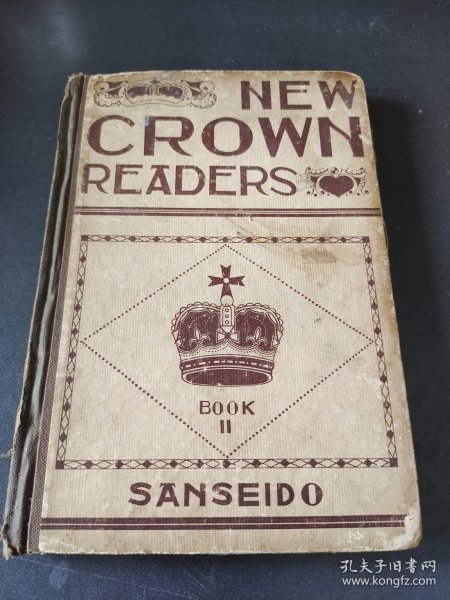 NEW
CROWN
READERS
BOOK
II
SANSEIDO
孔夫子旧书网
www.kongfz.com